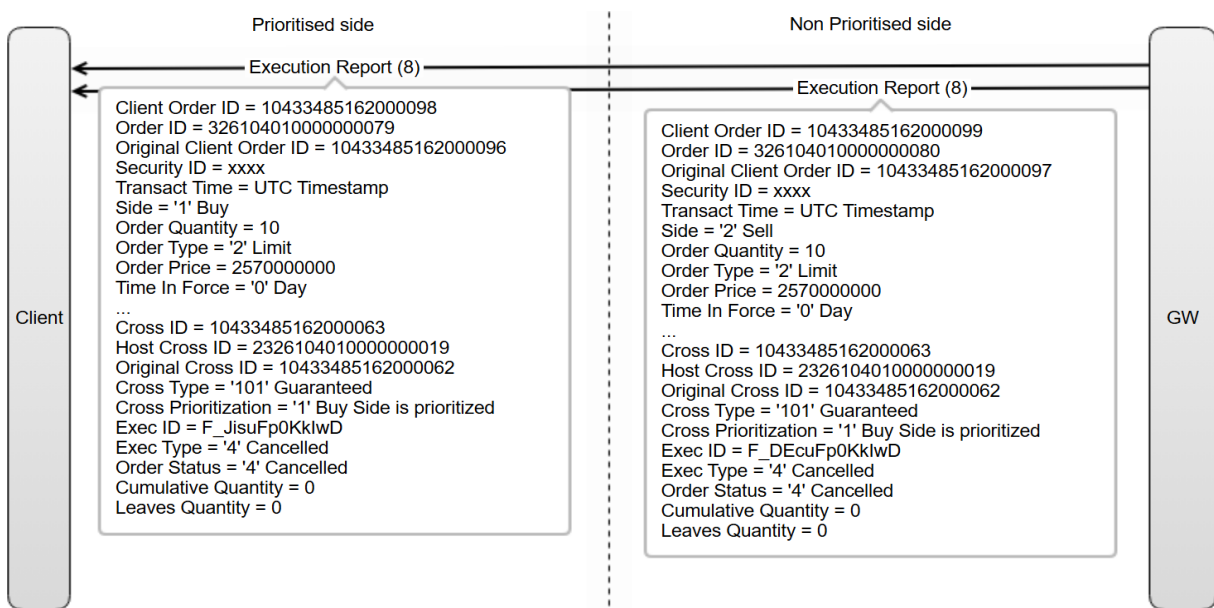 Prioritised side
Non Prioritised side
Client
GW
Execution Report (8)
Execution Report (8)
Client Order ID = 10433485162000098
Order ID = 326104010000000079
Original Client Order ID = 10433485162000096
Security ID = xxxx
Transact Time = UTC Timestamp
Side = '1' Buy
Order Quantity = 10
Order Type = '2' Limit
Order Price = 2570000000
Time In Force = '0' Day
...
Cross ID = 10433485162000063
Host Cross ID = 2326104010000000019
Original Cross ID = 10433485162000062
Cross Type = '101' Guaranteed
Cross Prioritization = '1' Buy Side is prioritized
Exec ID = F_JisuFp0KkIwD
Exec Type = '4' Cancelled
Order Status = '4' Cancelled
Cumulative Quantity = 0
Leaves Quantity = 0
Client Order ID = 10433485162000099
Order ID = 326104010000000080
Original Client Order ID = 10433485162000097
Security ID = xxxx
Transact Time = UTC Timestamp
Side = '2' Sell
Order Quantity = 10
Order Type = '2' Limit
Order Price = 2570000000
Time In Force = '0' Day
...
Cross ID = 10433485162000063
Host Cross ID = 2326104010000000019
Original Cross ID = 10433485162000062
Cross Type = '101' Guaranteed
Cross Prioritization = '1' Buy Side is prioritized
Exec ID = F_DEcuFp0KkIwD
Exec Type = '4' Cancelled
Order Status = '4' Cancelled
Cumulative Quantity = 0
Leaves Quantity = 0